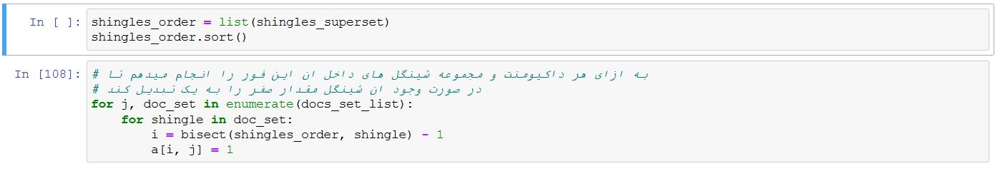 In [ ]: shingles_order = list(shingles_superset)
shingles_order.sort()
In [108]: # به ازای هر داکیومنت و مجموعه شینگل های داخل ان این فور را انجام میدهم تا
# در صورت وجود ان شینگل مقدار صفر را به یک تبدیل کند
for j, doc_set in enumerate(docs_set_list):
    for shingle in doc_set:
        i = bisect(shingles_order, shingle) - 1
        a[i, j] = 1